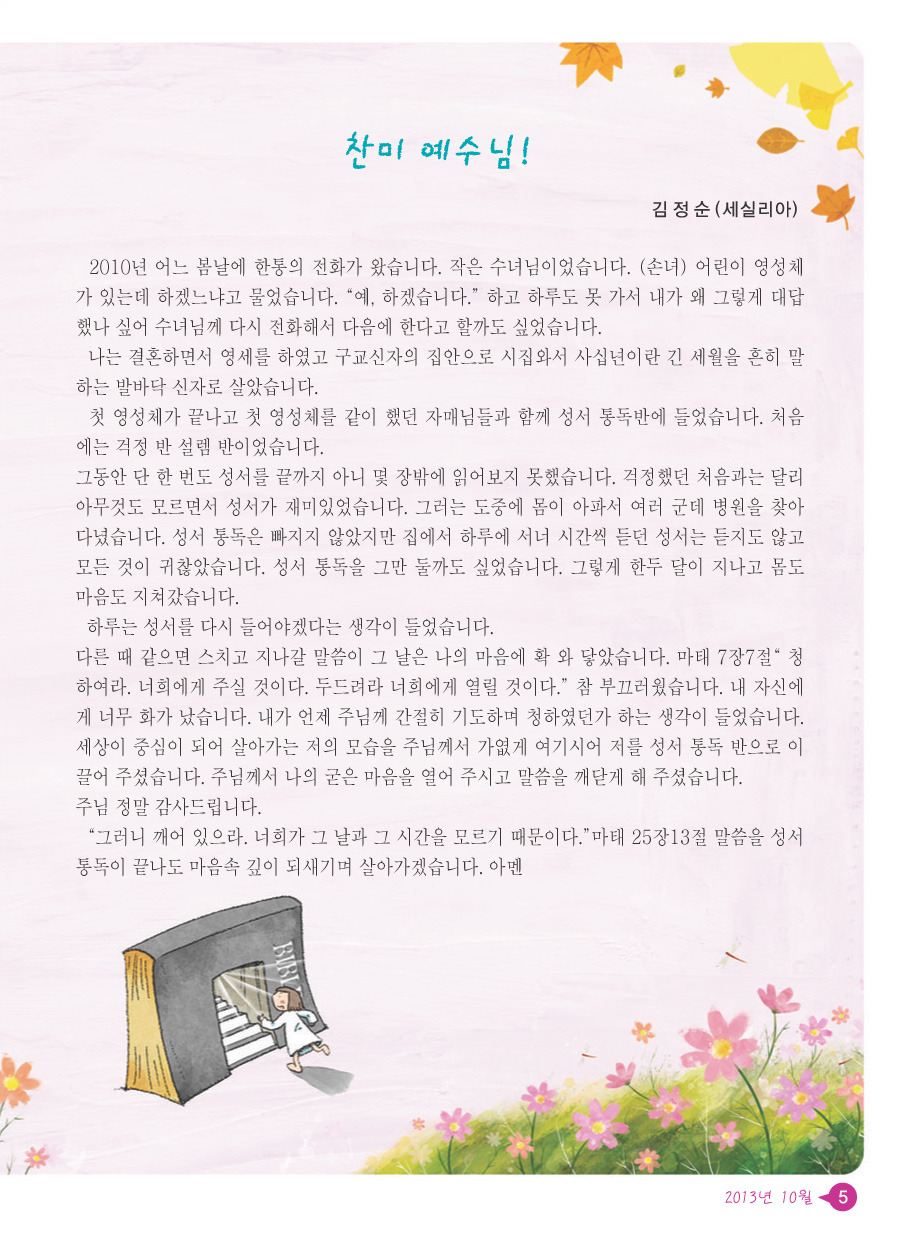 찬미 예수님!
김 정 순 (세실리아)
2010년 어느 봄날에 한통의 전화가 왔습니다. 작은 수녀님이었습니다. (손녀) 어린이 영성체
가 있는데 하겠느냐고 물었습니다. “예, 하겠습니다.” 하고 하루도 못 가서 내가 왜 그렇게 대답
했나 싶어 수녀님께 다시 전화해서 다음에 한다고 할까도 싶었습니다.
나는 결혼하면서 영세를 하였고 구교신자의 집안으로 시집와서 사십년이란 긴 세월을 흔히 말
하는 발바닥 신자로 살았습니다.
첫 영성체가 끝나고 첫 영성체를 같이 했던 자매님들과 함께 성서 통독반에 들었습니다. 처음
에는 걱정 반 설렘 반이었습니다.
그동안 단 한 번도 성서를 끝까지 아니 몇 장밖에 읽어보지 못했습니다. 걱정했던 처음과는 달리
아무것도 모르면서 성서가 재미있었습니다. 그러는 도중에 몸이 아파서 여러 군데 병원을 찾아
다녔습니다. 성서 통독은 빠지지 않았지만 집에서 하루에 서너 시간씩 듣던 성서는 듣지도 않고
모든 것이 귀찮았습니다. 성서 통독을 그만 둘까도 싶었습니다. 그렇게 한두 달이 지나고 몸도
마음도 지쳐갔습니다.
하루는 성서를 다시 들어야겠다는 생각이 들었습니다.
다른 때 같으면 스치고 지나갈 말씀이 그 날은 나의 마음에 확 와 닿았습니다. 마태 7장7절“ 청
하여라. 너희에게 주실 것이다. 두드려라 너희에게 열릴 것이다.” 참 부끄러웠습니다. 내 자신에
게 너무 화가 났습니다. 내가 언제 주님께 간절히 기도하며 청하였던가 하는 생각이 들었습니다.
세상이 중심이 되어 살아가는 저의 모습을 주님께서 가엾게 여기시어 저를 성서 통독 반으로 이
끌어 주셨습니다. 주님께서 나의 굳은 마음을 열어 주시고 말씀을 깨닫게 해 주셨습니다.
주님 정말 감사드립니다.
“그러니 깨어 있으라. 너희가 그 날과 그 시간을 모르기 때문이다.”마태 25장13절 말씀을 성서
통독이 끝나도 마음속 깊이 되새기며 살아가겠습니다. 아멘
BIBL
2013년 10월 5